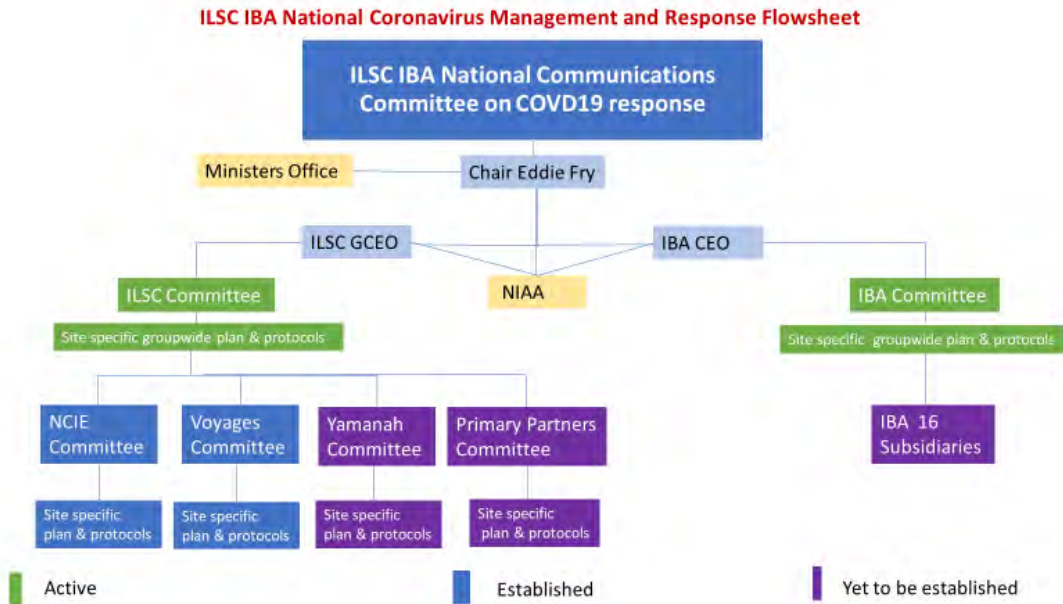 ILSC IBA National Coronavirus Management and Response Flowsheet
ILSC IBA National Communications
Committee on COVD19 response
Ministers Office
Chair Eddie Fry
ILSC GCEO
IBA CEO
ILSC Committee
NIAA
IBA Committee
Site specific groupwide plan & protocols
Site specific groupwide plan & protocols
NCIE
Committee
Voyages
Committee
Yamanah
Committee
Primary Partners
Committee
IBA 16
Subsidiaries
Site specific
plan & protocols
Site specific
plan & protocols
Site specific
plan & protocols
Site specific
plan & protocols
Active
Established
Yet to be established